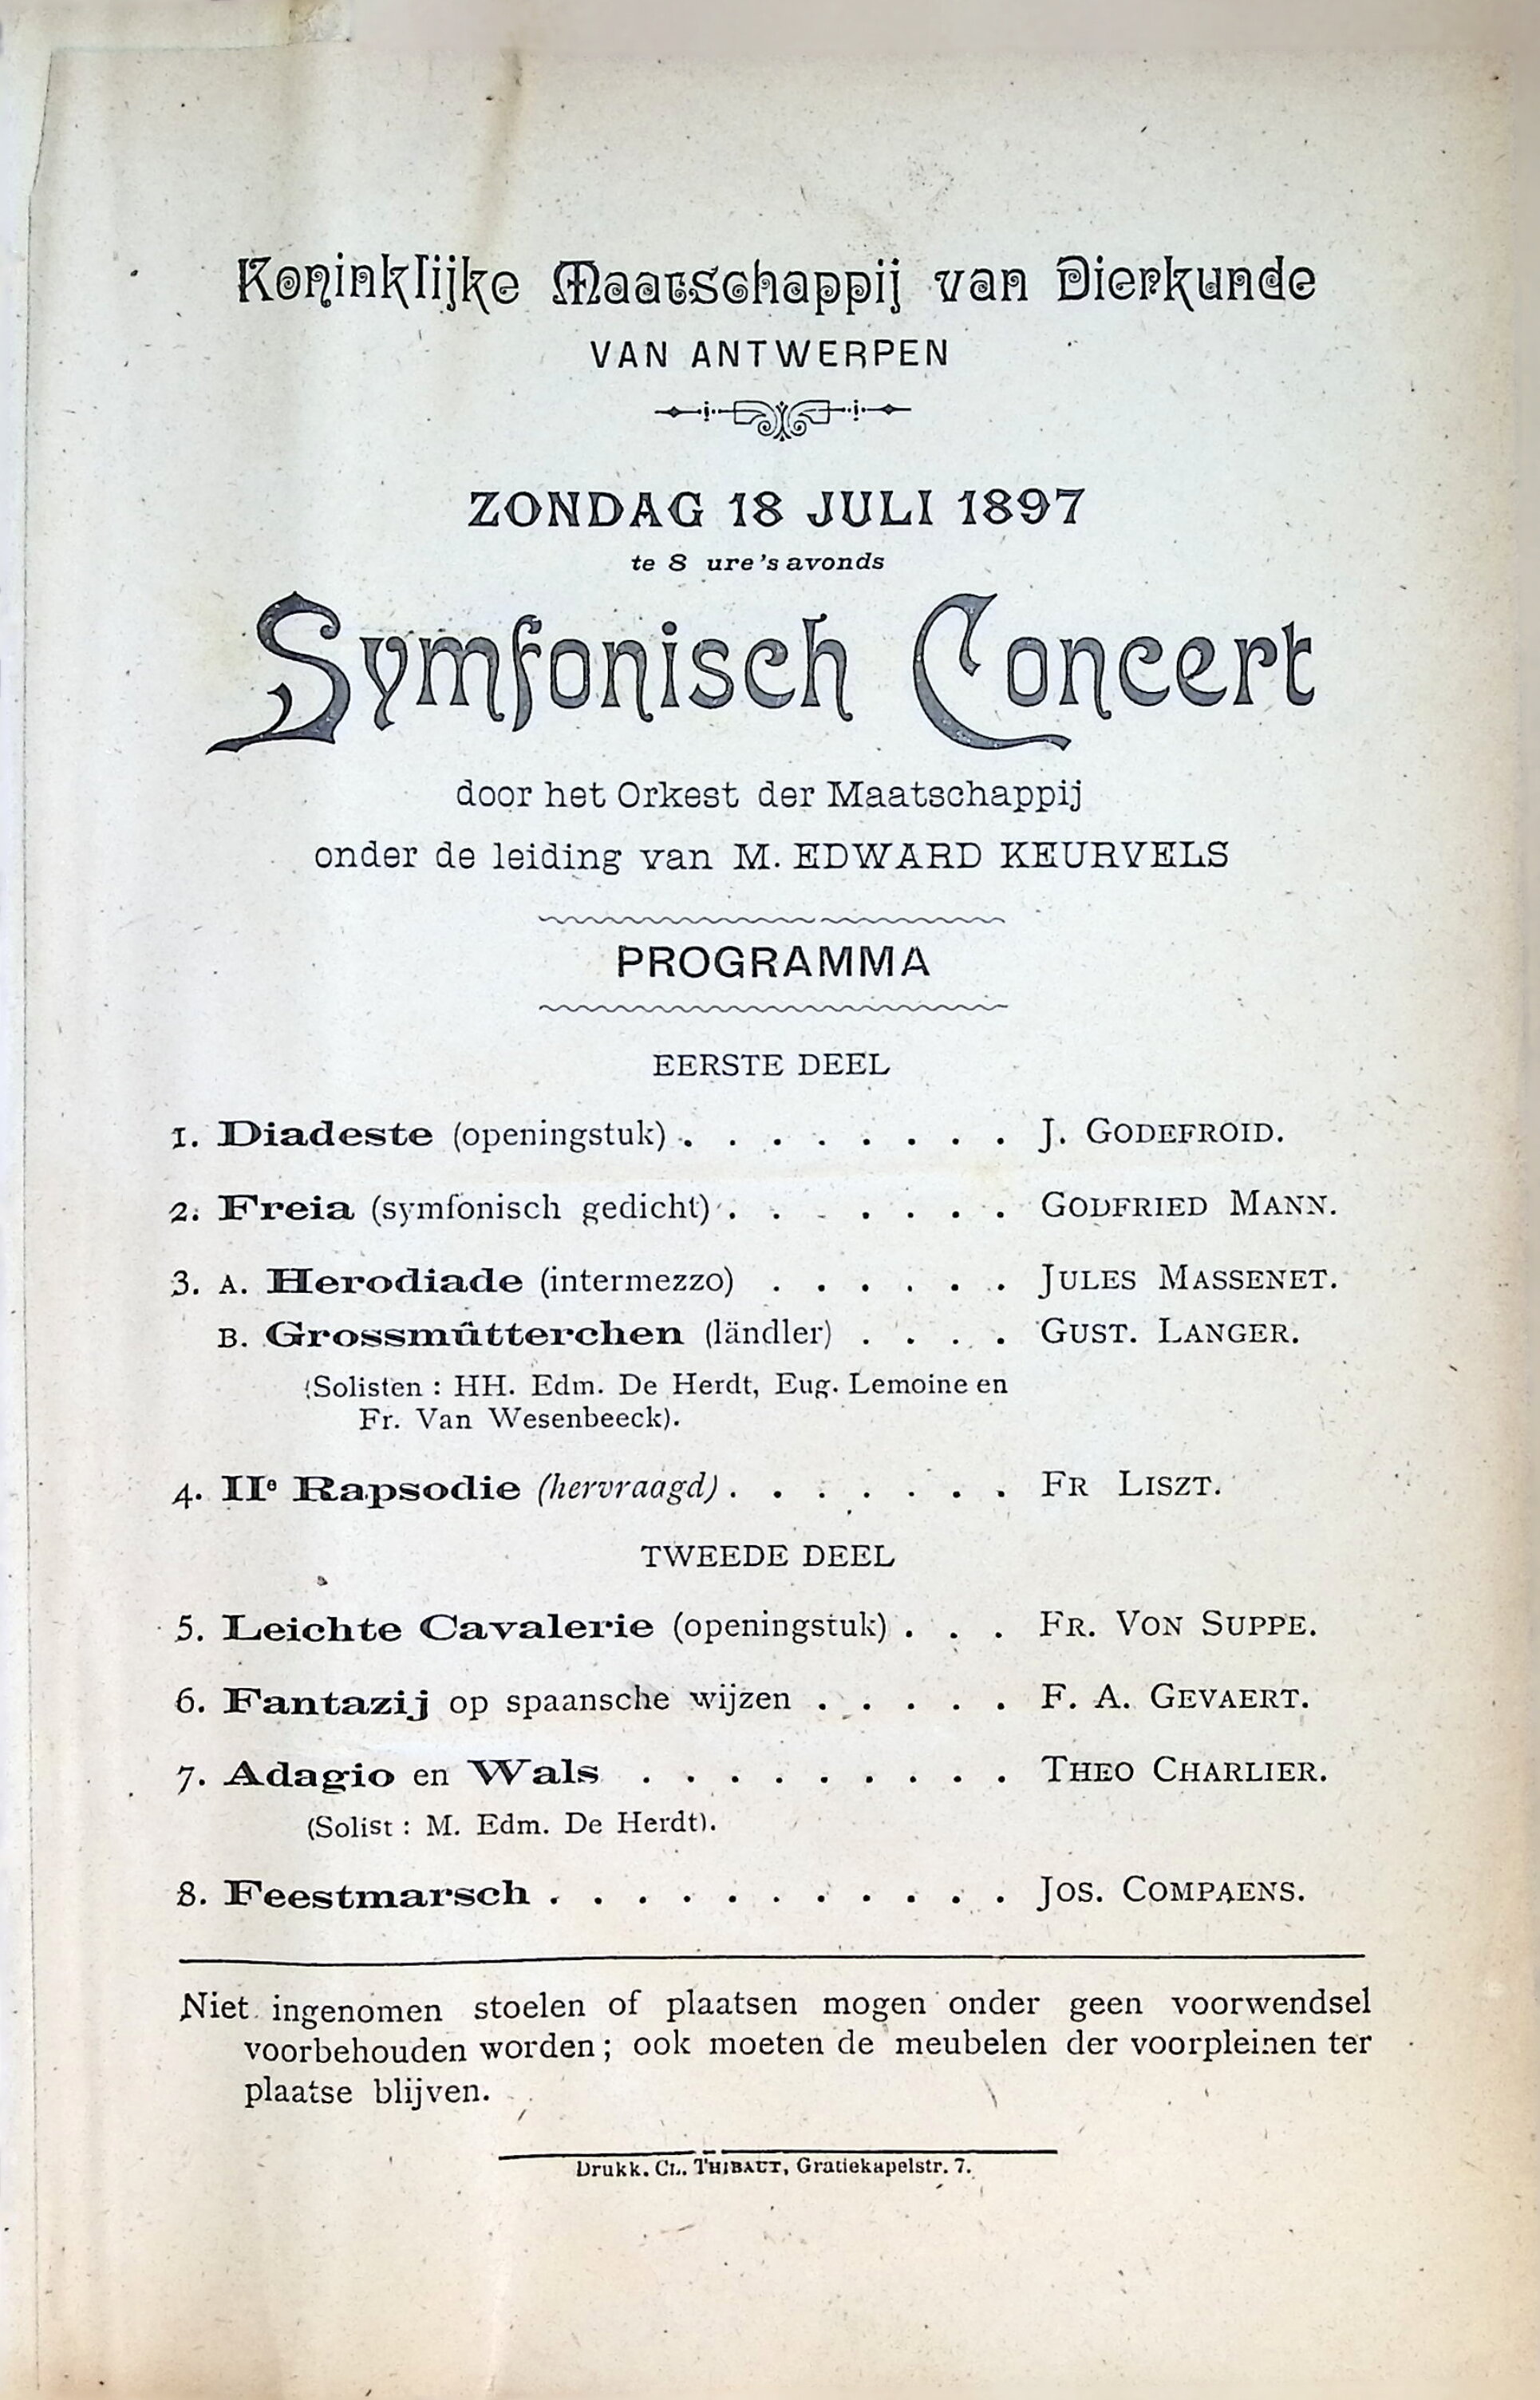 Koninklijke Maatschappij van Dierkunde
VAN ANTWERPEN
ZONDAG 18 JULI 1897
te 8 ure's avonds
Symfonisch Concert
door het Orkest der Maatschappij
onder de leiding van M. EDWARD KEURVELS
PROGRAMMA
EERSTE DEEL
1. Diadeste (openingstuk) . . . . . . . . J. GODEFROID.
2. Freia (symfonisch gedicht) . . . . . . . GODFRIED MANN.
3. A. Herodiade (intermezzo) . . . . . . JULES MASSENET.
B. Grossmûtterchen (ländler) . . . . GUST. LANGER.
(Solisten : HH. Edm. De Herdt, Eug. Lemoine en
Fr. Van Wesenbeeck).
4. IIe Rapsodie (hervraagd) . . . . . . . FR LISZT.
TWEEDE DEEL
5. Leichte Cavalerie (openingstuk) . . . FR. VON SUPPE.
6. Fantazij op spaansche wijzen . . . . . F. A. GEVAERT.
7. Adagio en Wals . . . . . . . . . THEO CHARLIER.
(Solist : M. Edm. De Herdt).
8. Feestmarsch . . . . . . . . . . . JOS. COMPAENS.
Niet ingenomen stoelen of plaatsen mogen onder geen voorwendsel
voorbehouden worden ; ook moeten de meubelen der voorpleinen ter
plaatse blijven.
Drukk. CL. THIBAUT, Gratiekapelstr. 7.